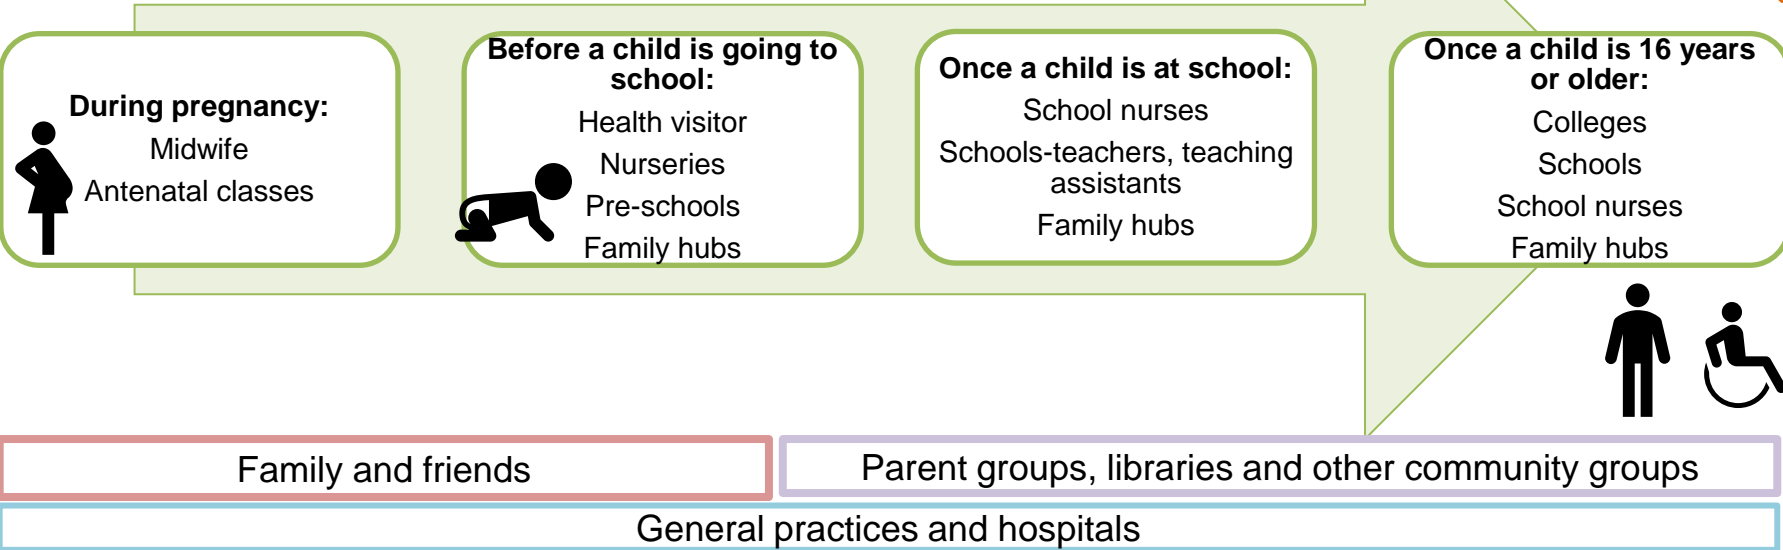 During pregnancy:
Midwife
Antenatal classes
Before a child is going to
school:
Health visitor
Nurseries
Pre-schools
Family hubs
Once a child is at school:
School nurses
Schools-teachers, teaching
assistants
Family hubs
Once a child is 16 years
or older:
Colleges
Schools
School nurses
Family hubs
Family and friends
Parent groups, libraries and other community groups
General practices and hospitals